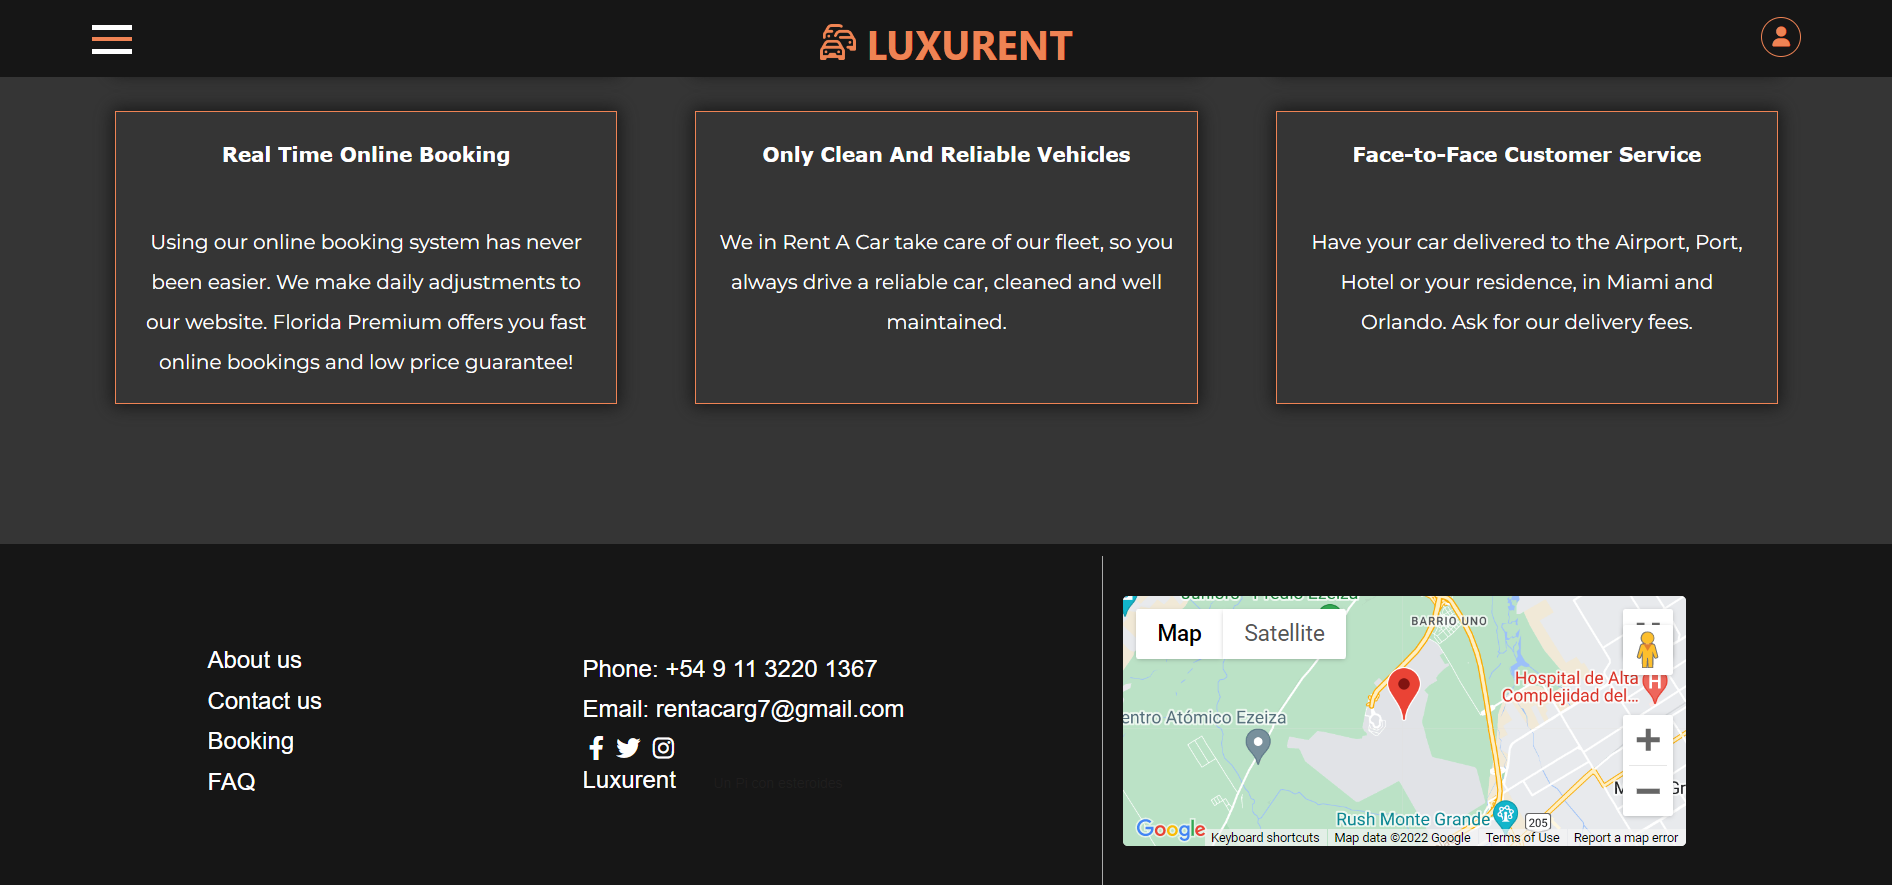 LUXURENT
Real Time Online Booking
Using our online booking system has never
been easier. We make daily adjustments to
our website. Florida Premium offers you fast
online bookings and low price guarantee!
Only Clean And Reliable Vehicles
We in Rent A Car take care of our fleet, so you
always drive a reliable car, cleaned and well
maintained.
Face-to-Face Customer Service
Have your car delivered to the Airport, Port,
Hotel or your residence, in Miami and
Orlando. Ask for our delivery fees.
About us
Contact us
Booking
FAQ
Phone: +54 9 11 3220 1367
Email: rentacarg7@gmail.com
Luxurent
Map
Satellite
BARRIO UNO
Hospital de Alta
Complejidad del...
H
entro Atómico Ezeiza
Rush Monte Grande
205
Google
Keyboard shortcuts
Map data ©2022 Google
Terms of Use
Report a map error